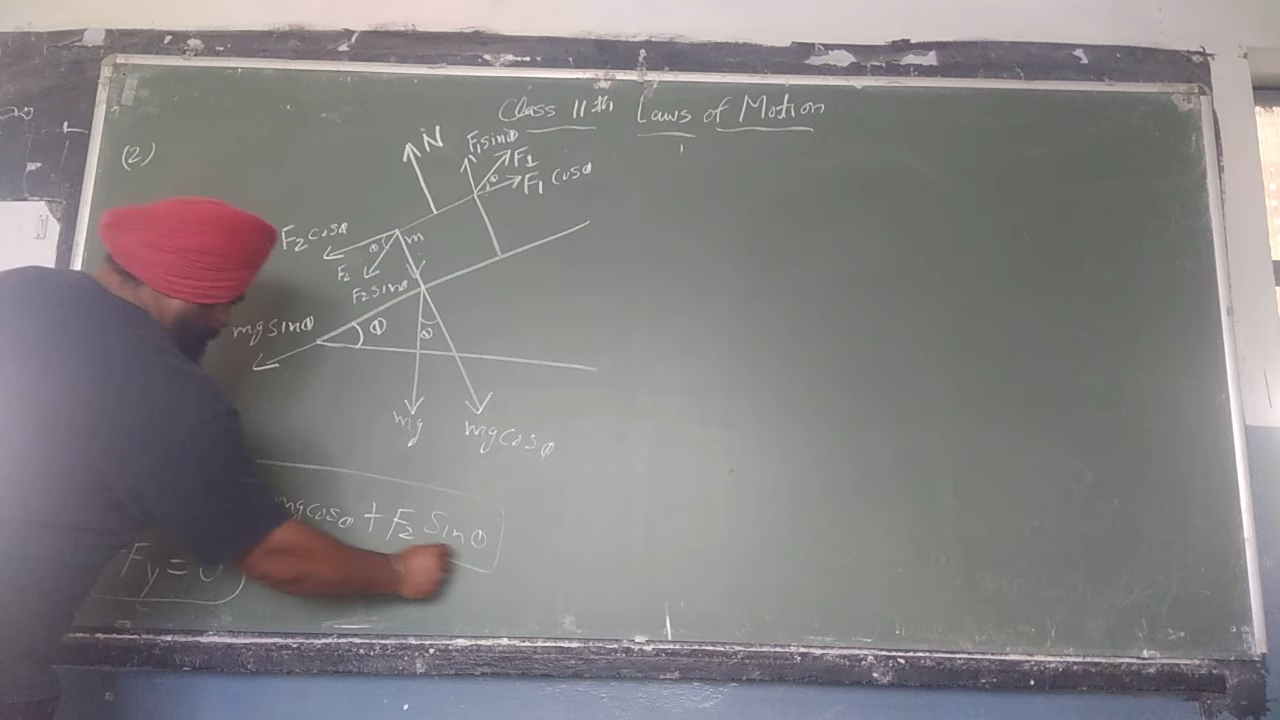 Class 11th Laws of Motion
(2)
N
F₁sinθ
F₁
θ
F₁ cosθ
F₂cosθ
θ
m
F₂
F₂sinθ
mgsinθ
θ
θ
mg
mgcosθ
mgcosθ + F₂ Sinθ
Fy = 0